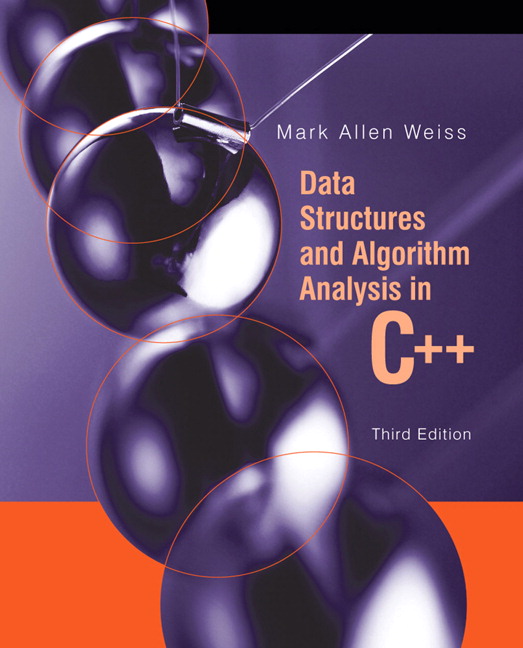 Mark Allen Weiss
Data
Structures
and Algorithm
Analysis in
C++
Third Edition